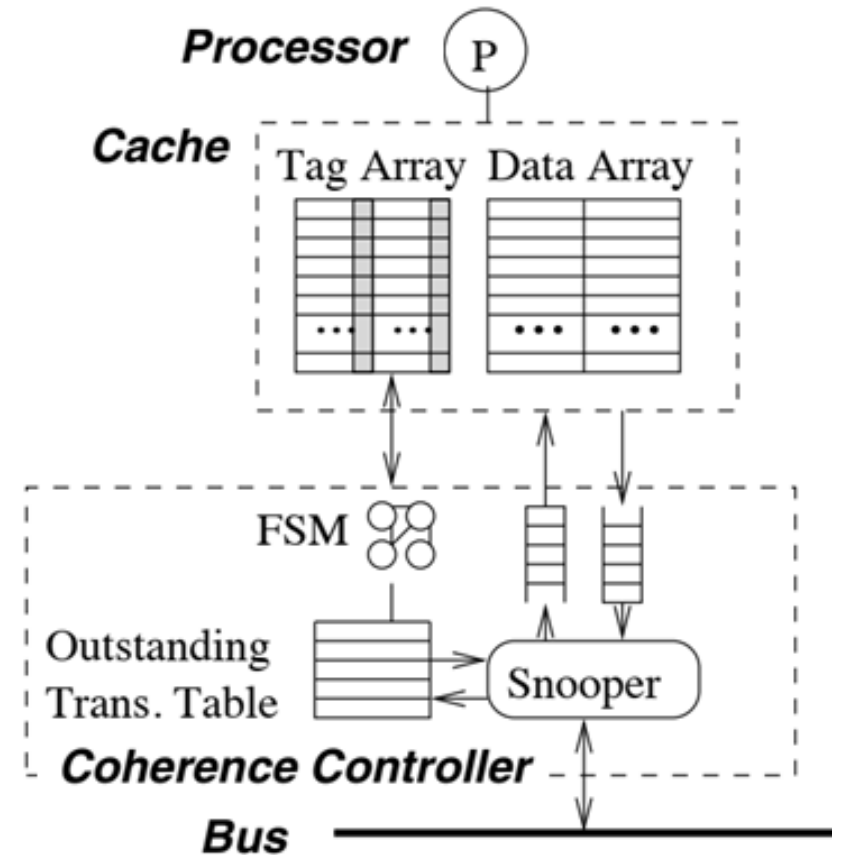 Processor
P
Cache
Tag Array Data Array
... ... ... ...
FSM
Outstanding
Trans. Table
Snooper
Coherence Controller
Bus